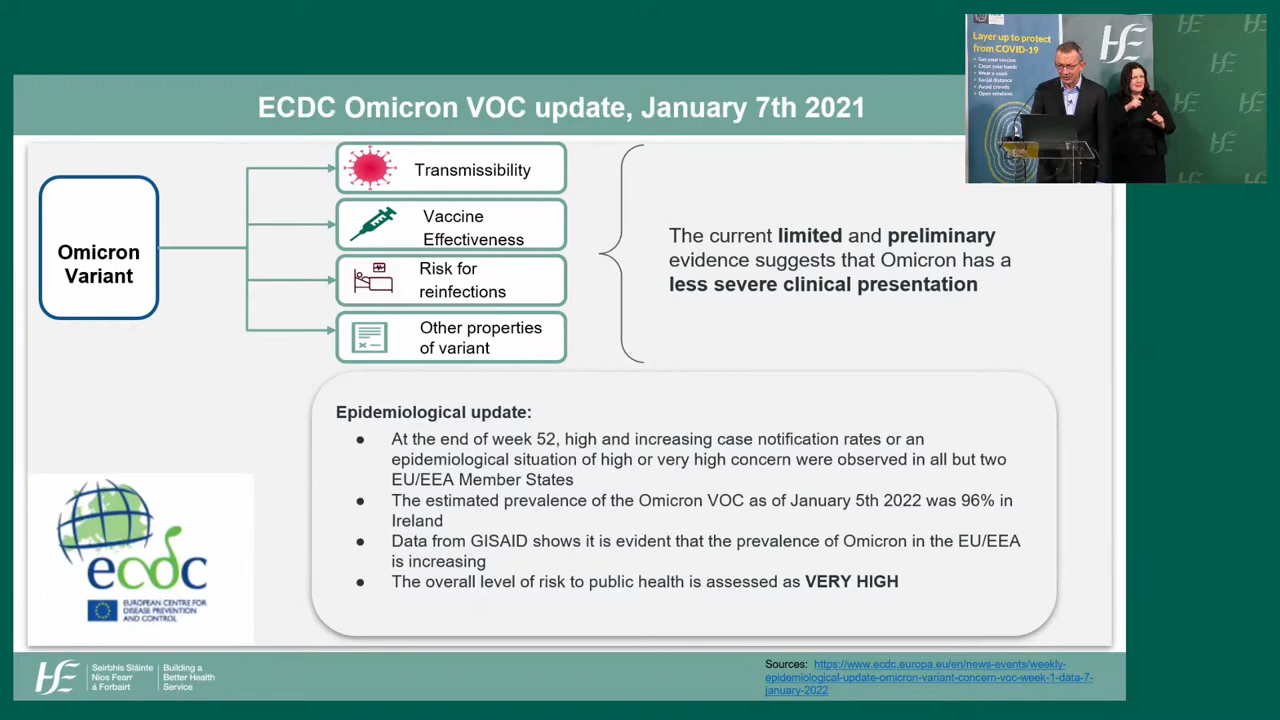 Layer up to protect
from COVID-19
Get your vaccine
Clean your hands
Wear a mask
Social distance
Avoid crowds
Open windows
ECDC Omicron VOC update, January 7th 2021
Omicron
Variant
Transmissibility
Vaccine
Effectiveness
Risk for
reinfections
Other properties
of variant
The current limited and preliminary
evidence suggests that Omicron has a
less severe clinical presentation
Epidemiological update:
● At the end of week 52, high and increasing case notification rates or an
epidemiological situation of high or very high concern were observed in all but two
EU/EEA Member States
● The estimated prevalence of the Omicron VOC as of January 5th 2022 was 96% in
Ireland
● Data from GISAID shows it is evident that the prevalence of Omicron in the EU/EEA
is increasing
● The overall level of risk to public health is assessed as VERY HIGH
ecdc
EUROPEAN CENTRE FOR
DISEASE PREVENTION
AND CONTROL
Seirbhís Sláinte
Níos Fearr
á Forbairt
Building a
Better Health
Service
Sources: https://www.ecdc.europa.eu/en/news-events/weekly-
epidemiological-update-omicron-variant-concern-voc-week-1-data-7-
january-2022